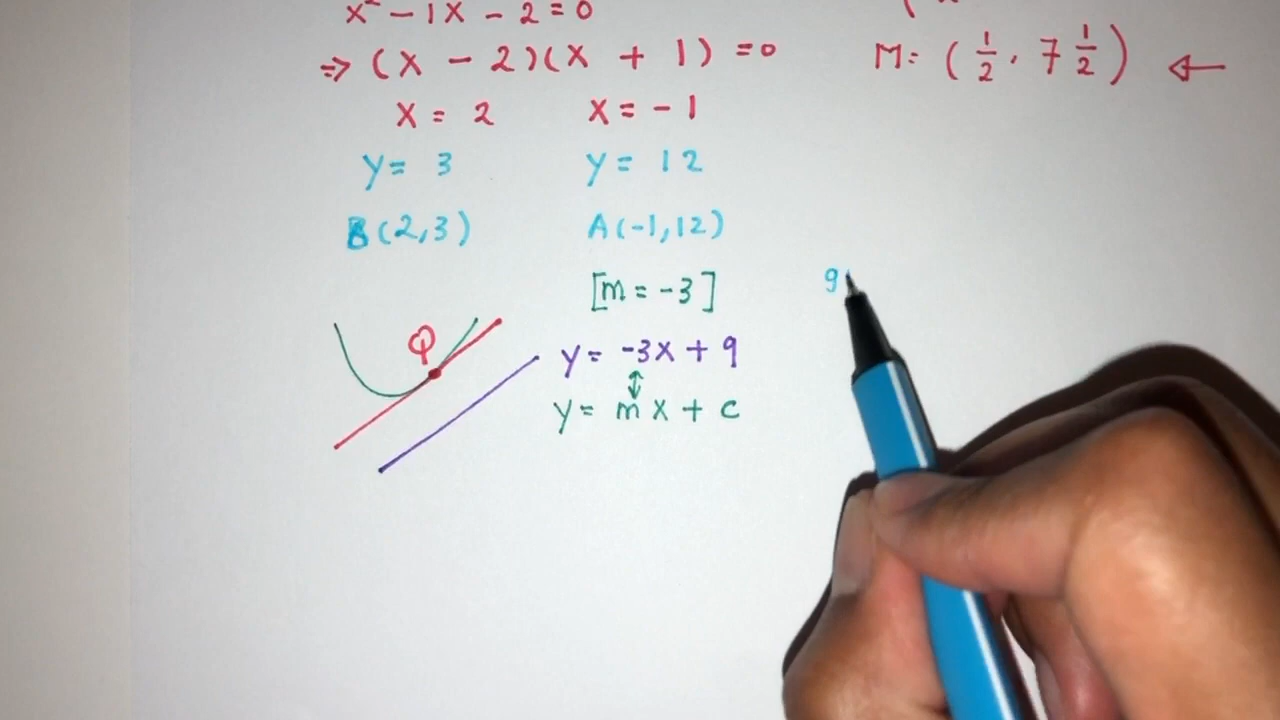 x² - 1x - 2 = 0
⇒ (x - 2)(x + 1) = 0
x = 2 x = -1
y = 3 y = 12
B(2,3) A(-1,12)
[m = -3]
Q
y = -3x + 9
↕
y = mx + c
M = (1/2, 7 1/2) ←
g